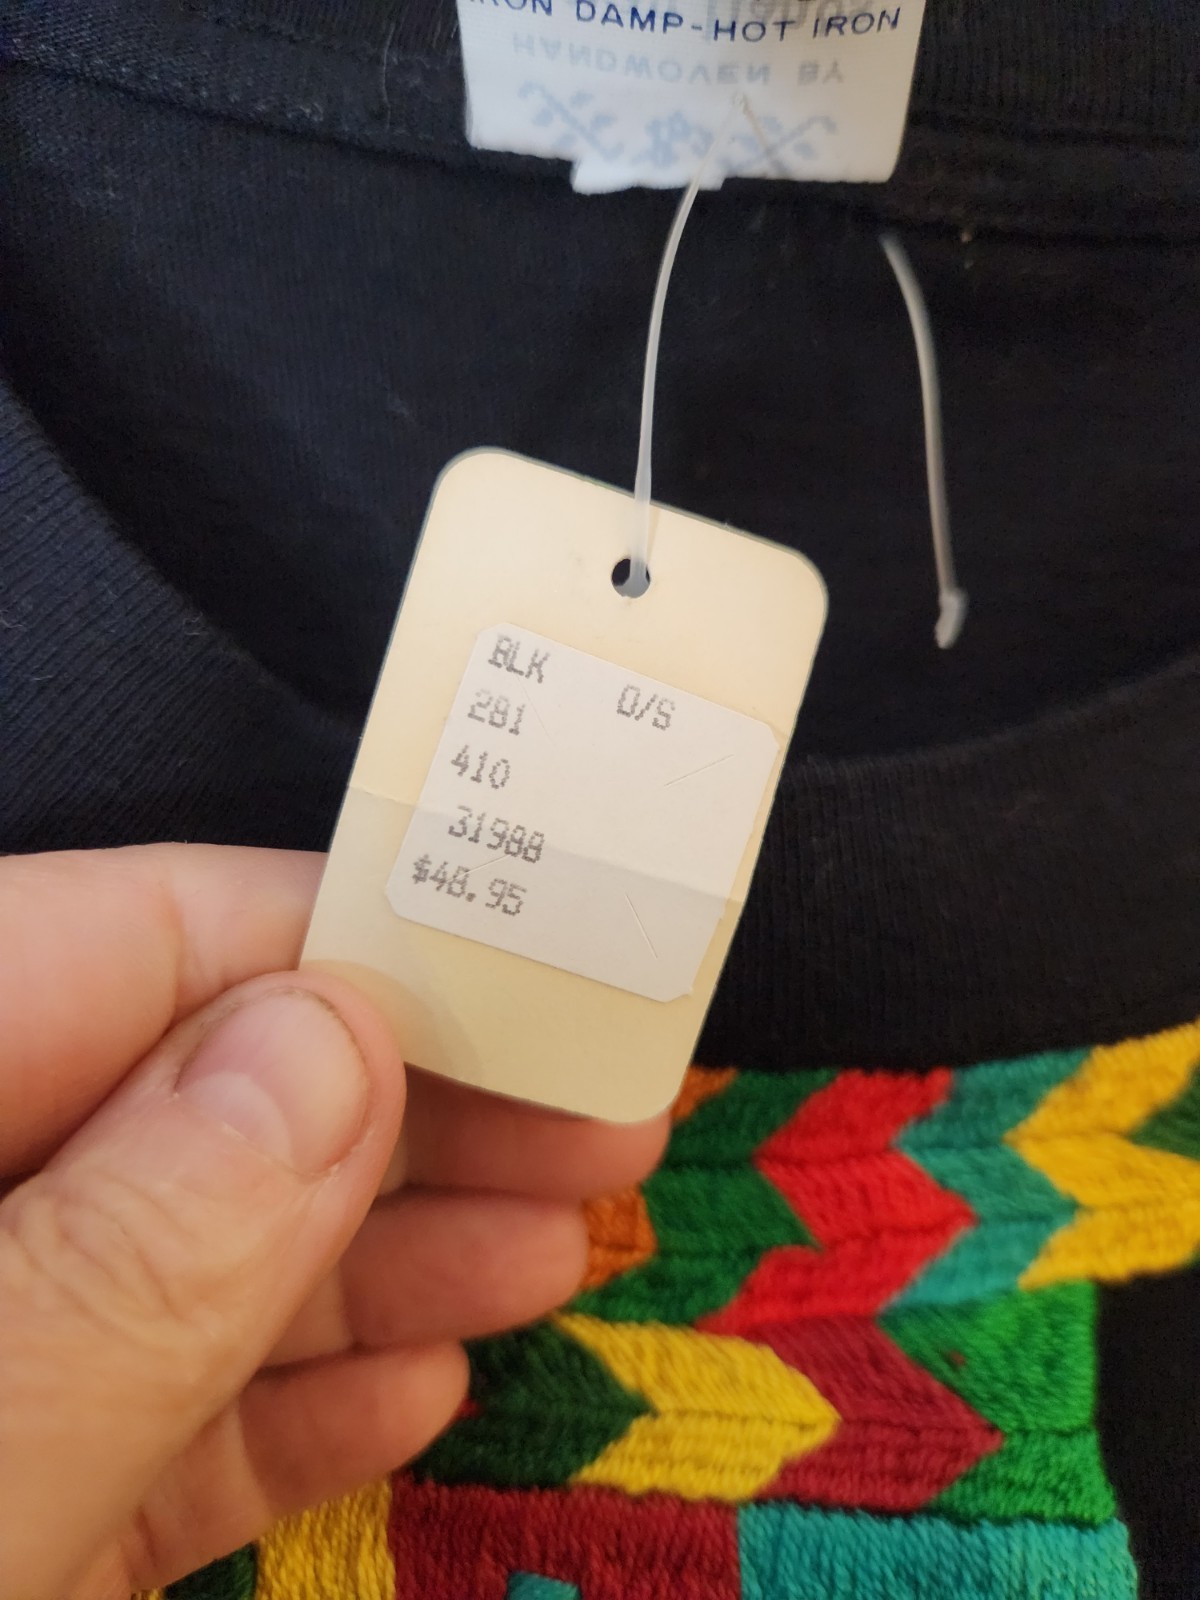 IRON DAMP-HOT IRON
HANDWOVEN BY
BLK O/S
281
410
31988
$48.95